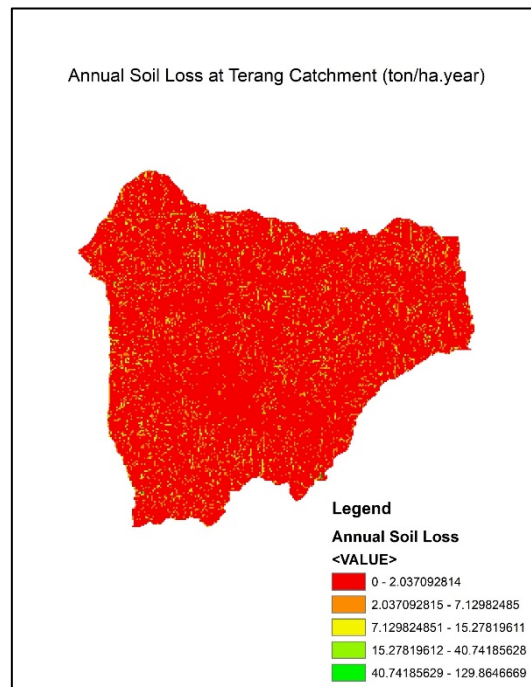 Annual Soil Loss at Terang Catchment (ton/ha.year)
Legend
Annual Soil Loss
<VALUE>
0 - 2.037092814
2.037092815 - 7.12982485
7.129824851 - 15.27819611
15.27819612 - 40.74185628
40.74185629 - 129.8646669